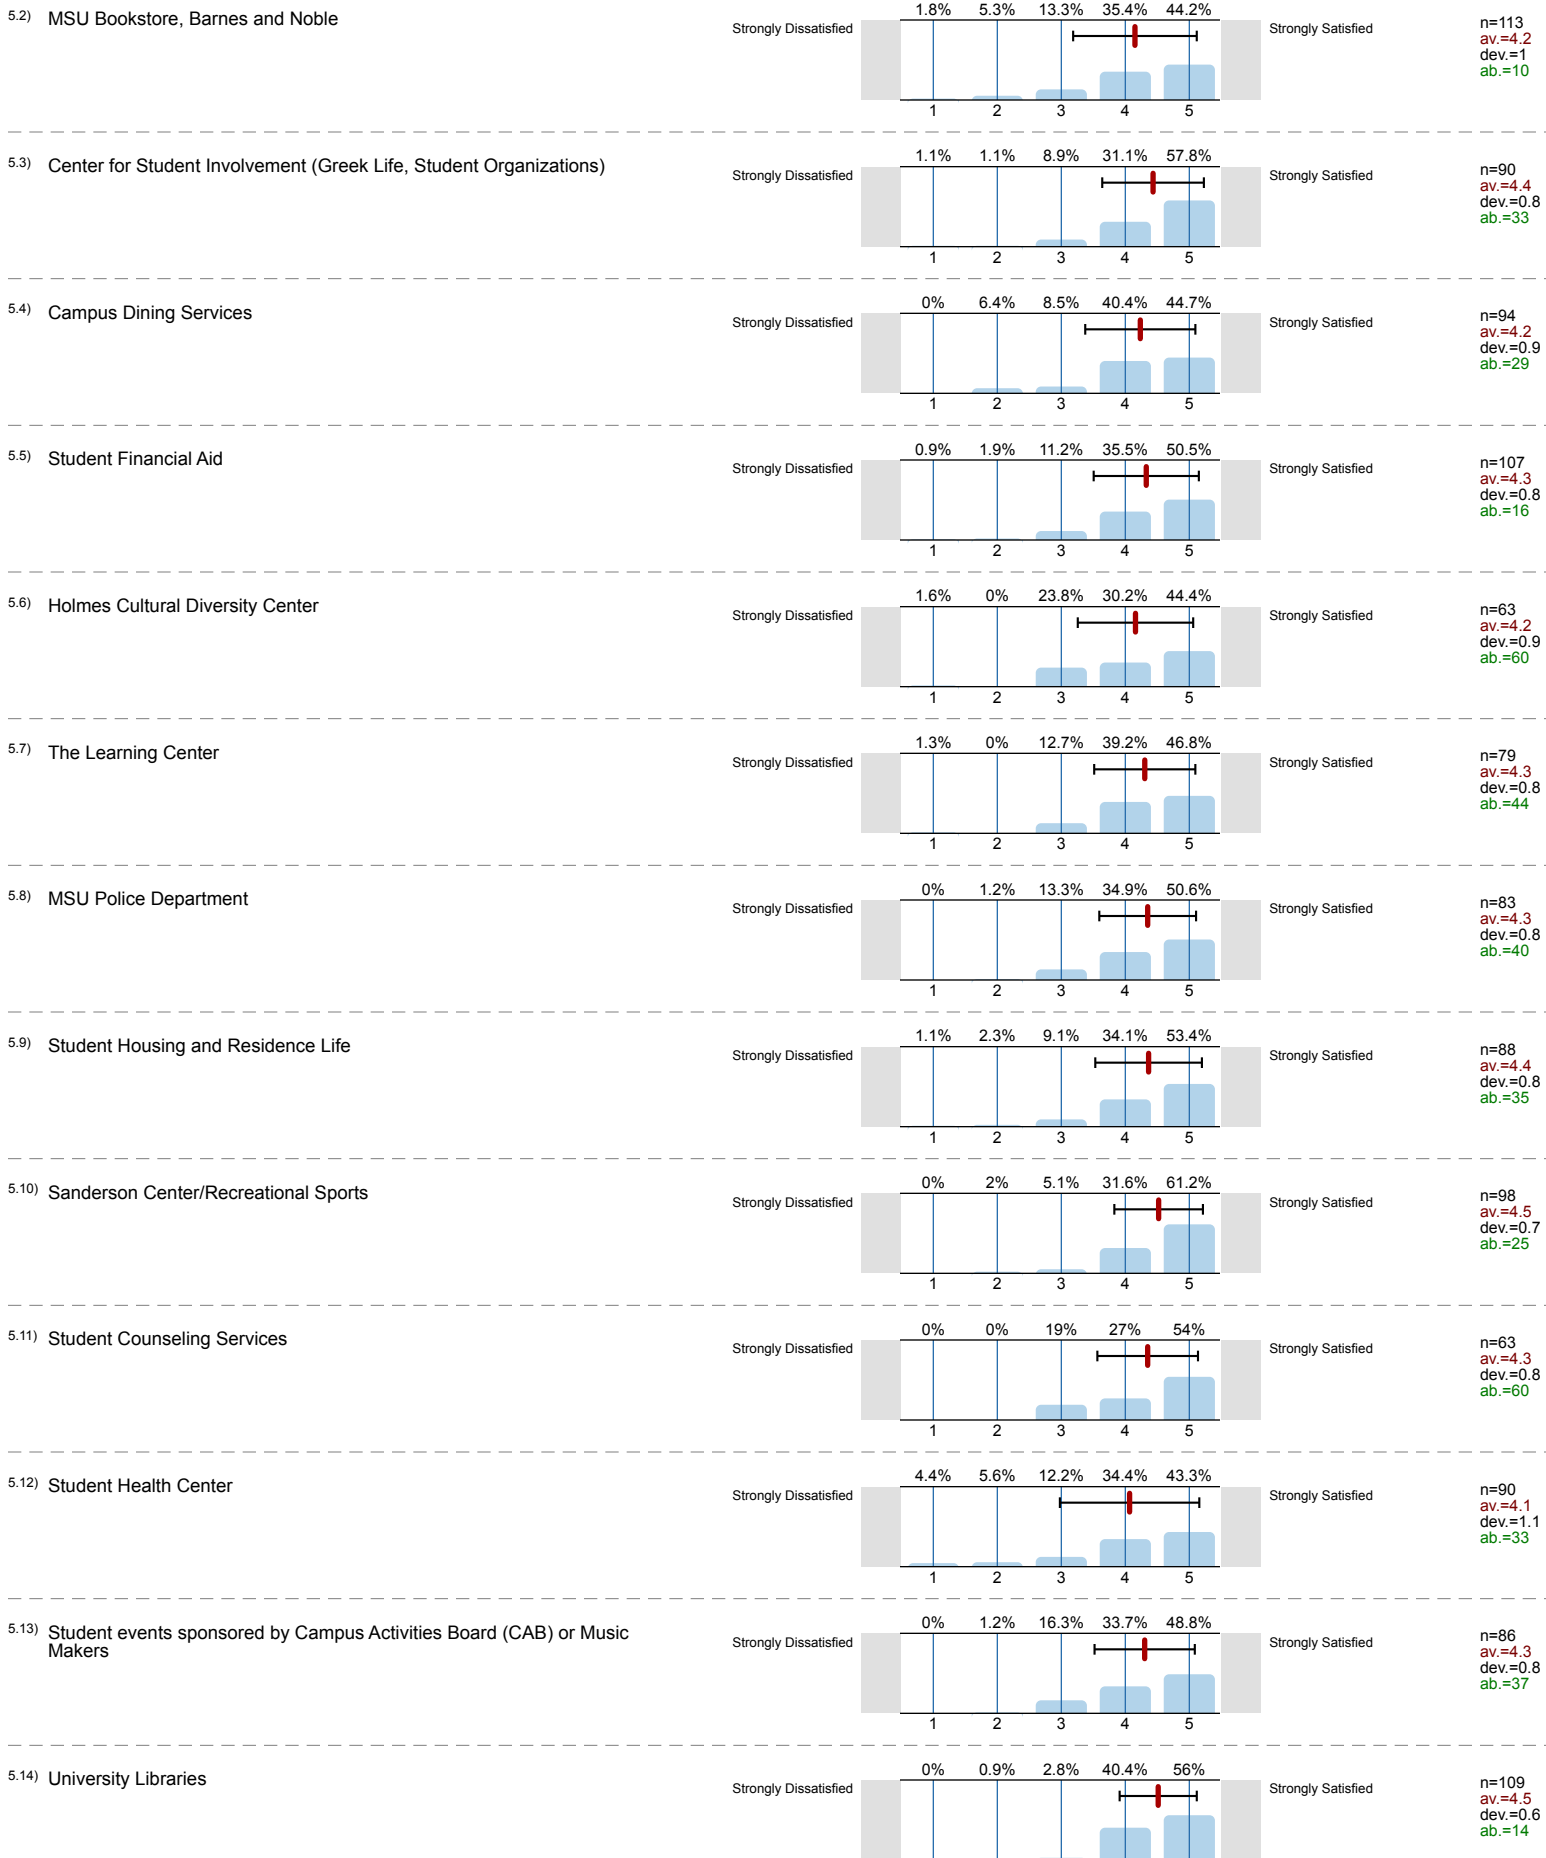 5.2) MSU Bookstore, Barnes and Noble
1.8% 5.3% 13.3% 35.4% 44.2%
Strongly Dissatisfied Strongly Satisfied
n=113
av.=4.2
dev.=1
ab.=10
1 2 3 4 5
5.3) Center for Student Involvement (Greek Life, Student Organizations)
1.1% 1.1% 8.9% 31.1% 57.8%
Strongly Dissatisfied Strongly Satisfied
n=90
av.=4.4
dev.=0.8
ab.=33
1 2 3 4 5
5.4) Campus Dining Services
0% 6.4% 8.5% 40.4% 44.7%
Strongly Dissatisfied Strongly Satisfied
n=94
av.=4.2
dev.=0.9
ab.=29
1 2 3 4 5
5.5) Student Financial Aid
0.9% 1.9% 11.2% 35.5% 50.5%
Strongly Dissatisfied Strongly Satisfied
n=107
av.=4.3
dev.=0.8
ab.=16
1 2 3 4 5
5.6) Holmes Cultural Diversity Center
1.6% 0% 23.8% 30.2% 44.4%
Strongly Dissatisfied Strongly Satisfied
n=63
av.=4.2
dev.=0.9
ab.=60
1 2 3 4 5
5.7) The Learning Center
1.3% 0% 12.7% 39.2% 46.8%
Strongly Dissatisfied Strongly Satisfied
n=79
av.=4.3
dev.=0.8
ab.=44
1 2 3 4 5
5.8) MSU Police Department
0% 1.2% 13.3% 34.9% 50.6%
Strongly Dissatisfied Strongly Satisfied
n=83
av.=4.3
dev.=0.8
ab.=40
1 2 3 4 5
5.9) Student Housing and Residence Life
1.1% 2.3% 9.1% 34.1% 53.4%
Strongly Dissatisfied Strongly Satisfied
n=88
av.=4.4
dev.=0.8
ab.=35
1 2 3 4 5
5.10) Sanderson Center/Recreational Sports
0% 2% 5.1% 31.6% 61.2%
Strongly Dissatisfied Strongly Satisfied
n=98
av.=4.5
dev.=0.7
ab.=25
1 2 3 4 5
5.11) Student Counseling Services
0% 0% 19% 27% 54%
Strongly Dissatisfied Strongly Satisfied
n=63
av.=4.3
dev.=0.8
ab.=60
1 2 3 4 5
5.12) Student Health Center
4.4% 5.6% 12.2% 34.4% 43.3%
Strongly Dissatisfied Strongly Satisfied
n=90
av.=4.1
dev.=1.1
ab.=33
1 2 3 4 5
5.13) Student events sponsored by Campus Activities Board (CAB) or Music
Makers
0% 1.2% 16.3% 33.7% 48.8%
Strongly Dissatisfied Strongly Satisfied
n=86
av.=4.3
dev.=0.8
ab.=37
1 2 3 4 5
5.14) University Libraries
0% 0.9% 2.8% 40.4% 56%
Strongly Dissatisfied Strongly Satisfied
n=109
av.=4.5
dev.=0.6
ab.=14